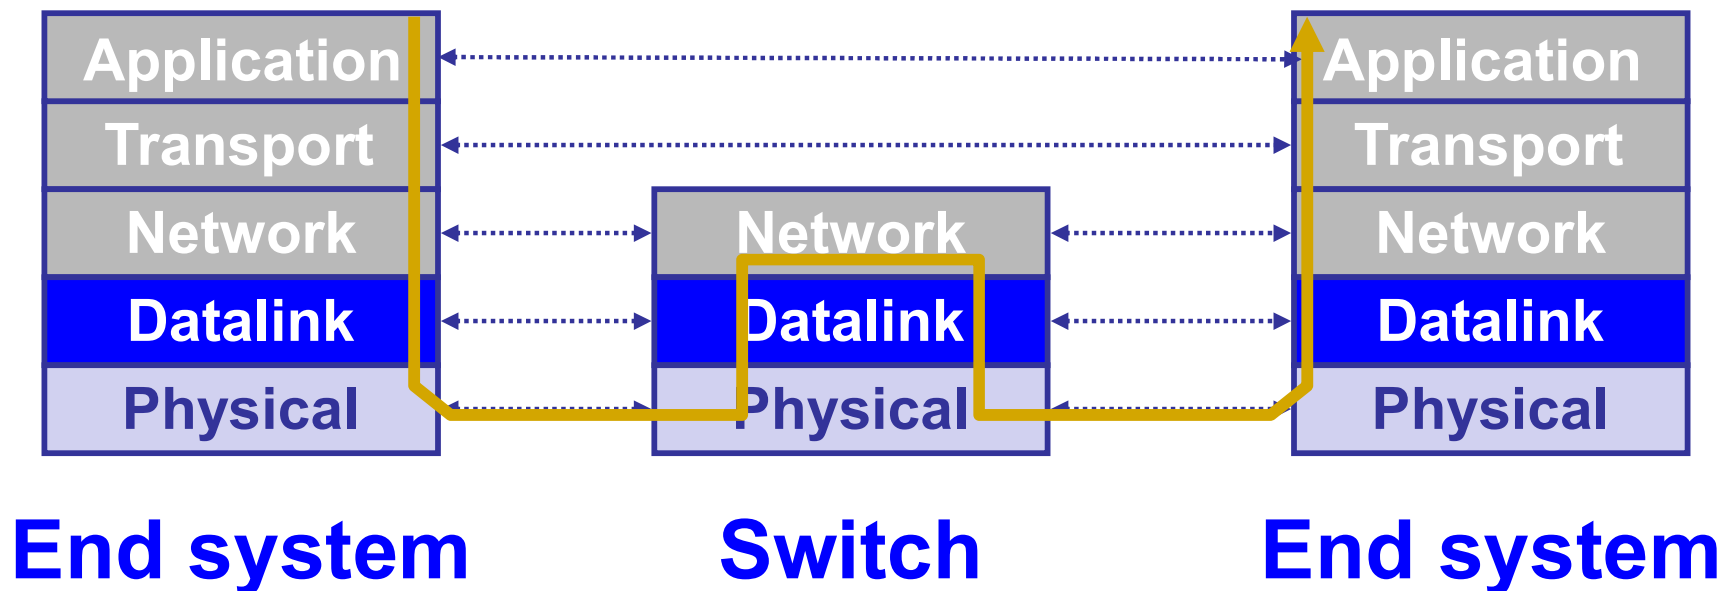 Application
Transport
Network
Datalink
Physical
End system
Network
Datalink
Physical
Switch
Application
Transport
Network
Datalink
Physical
End system